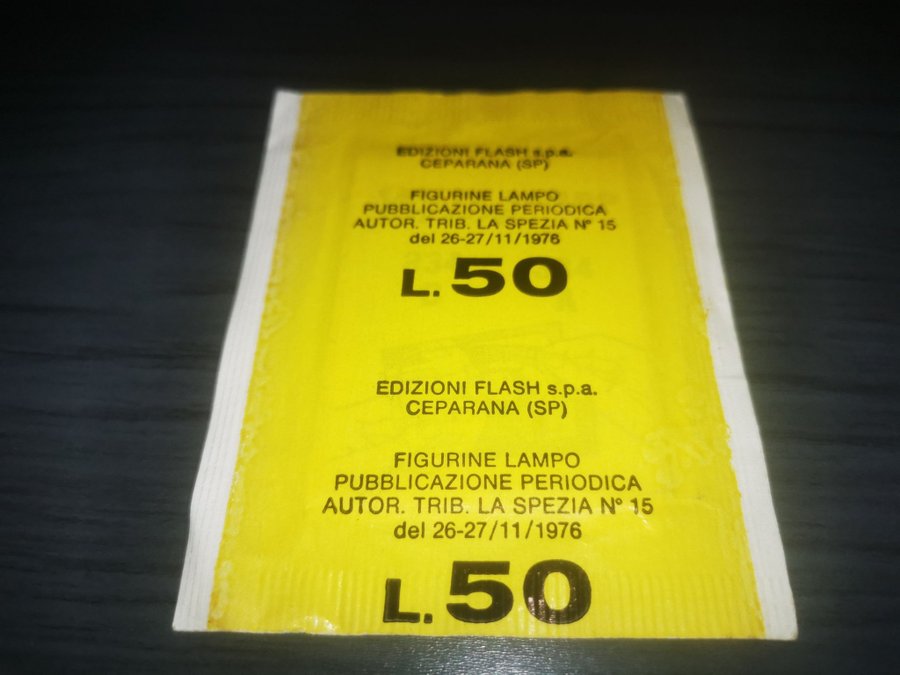 EDIZIONI FLASH s.p.a.
CEPARANA (SP)
FIGURINE LAMPO
PUBBLICAZIONE PERIODICA
AUTOR. TRIB. LA SPEZIA N° 15
del 26-27/11/1976
L. 50
EDIZIONI FLASH s.p.a.
CEPARANA (SP)
FIGURINE LAMPO
PUBBLICAZIONE PERIODICA
AUTOR. TRIB. LA SPEZIA N° 15
del 26-27/11/1976
L. 50